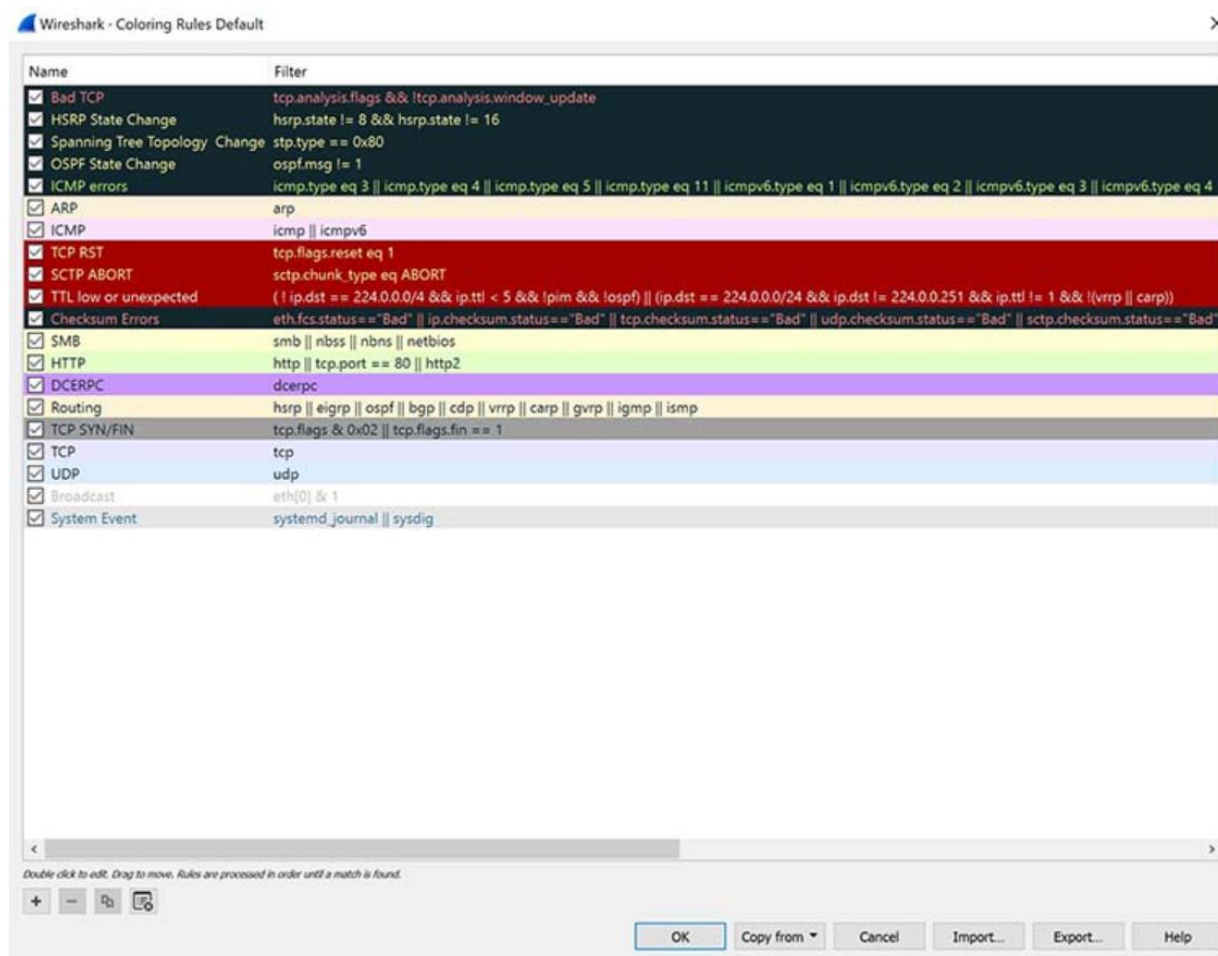 Wireshark · Coloring Rules Default
Name Filter
Bad TCP tcp.analysis.flags && !tcp.analysis.window_update
HSRP State Change hsrp.state != 8 && hsrp.state != 16
Spanning Tree Topology Change stp.type == 0x80
OSPF State Change ospf.msg != 1
ICMP errors icmp.type eq 3 || icmp.type eq 4 || icmp.type eq 5 || icmp.type eq 11 || icmpv6.type eq 1 || icmpv6.type eq 2 || icmpv6.type eq 3 || icmpv6.type eq 4
ARP arp
ICMP icmp || icmpv6
TCP RST tcp.flags.reset eq 1
SCTP ABORT sctp.chunk_type eq ABORT
TTL low or unexpected ( ! ip.dst == 224.0.0.0/4 && ip.ttl < 5 && !pim && !ospf) || (ip.dst == 224.0.0.0/24 && ip.dst != 224.0.0.251 && ip.ttl != 1 && !(vrrp || carp))
Checksum Errors eth.fcs.status=="Bad" || ip.checksum.status=="Bad" || tcp.checksum.status=="Bad" || udp.checksum.status=="Bad" || sctp.checksum.status=="Bad"
SMB smb || nbss || nbns || netbios
HTTP http || tcp.port == 80 || http2
DCERPC dcerpc
Routing hsrp || eigrp || ospf || bgp || cdp || vrrp || carp || gvrp || igmp || ismp
TCP SYN/FIN tcp.flags & 0x02 || tcp.flags.fin == 1
TCP tcp
UDP udp
Broadcast eth[0] & 1
System Event systemd_journal || sysdig
Double click to edit. Drag to move. Rules are processed in order until a match is found.
OK Copy from Cancel Import... Export... Help